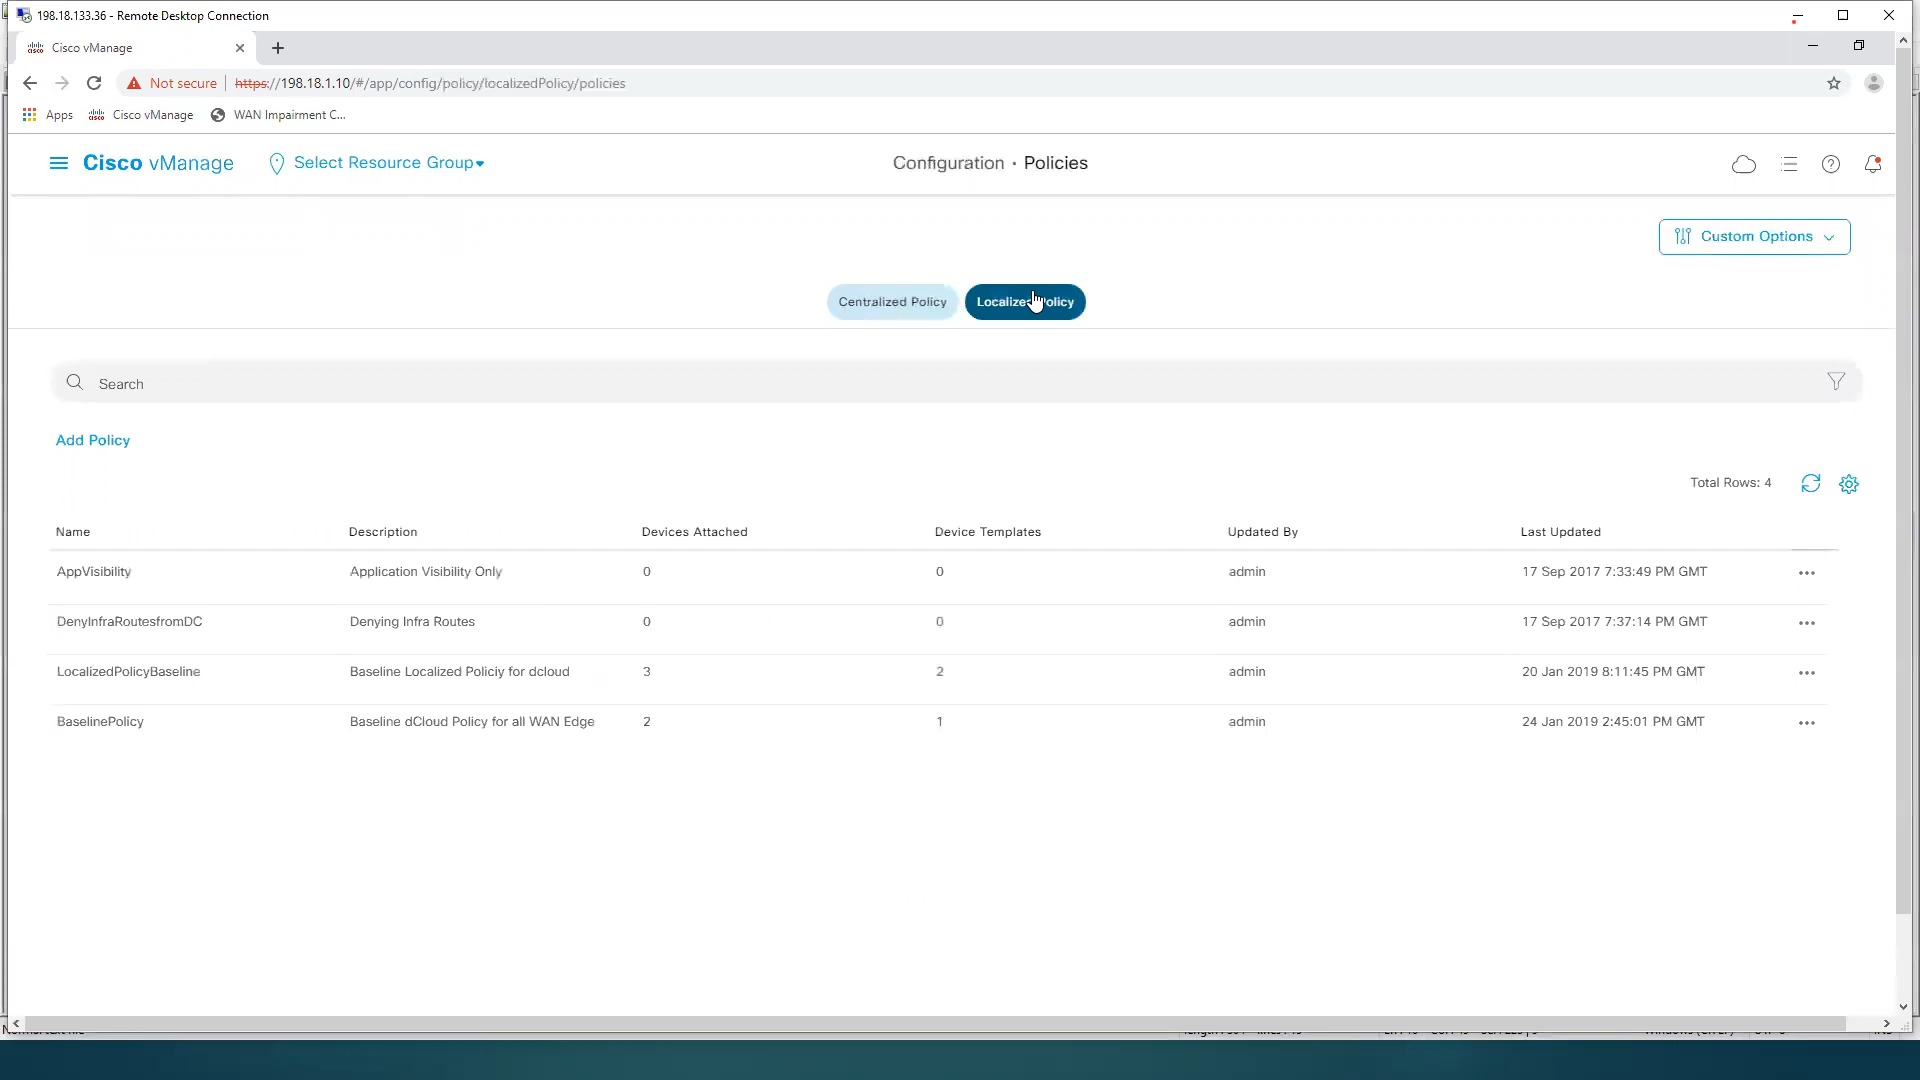 198.18.133.36 - Remote Desktop Connection
Cisco vManage
Not secure https://198.18.1.10/#/app/config/policy/localizedPolicy/policies
Apps Cisco vManage WAN Impairment C...
Cisco vManage Select Resource Group Configuration · Policies
Custom Options
Centralized Policy Localized Policy
Search
Add Policy
Total Rows: 4
Name Description Devices Attached Device Templates Updated By Last Updated
AppVisibility Application Visibility Only 0 0 admin 17 Sep 2017 7:33:49 PM GMT
DenyInfraRoutesfromDC Denying Infra Routes 0 0 admin 17 Sep 2017 7:37:14 PM GMT
LocalizedPolicyBaseline Baseline Localized Policiy for dcloud 3 2 admin 20 Jan 2019 8:11:45 PM GMT
BaselinePolicy Baseline dCloud Policy for all WAN Edge 2 1 admin 24 Jan 2019 2:45:01 PM GMT